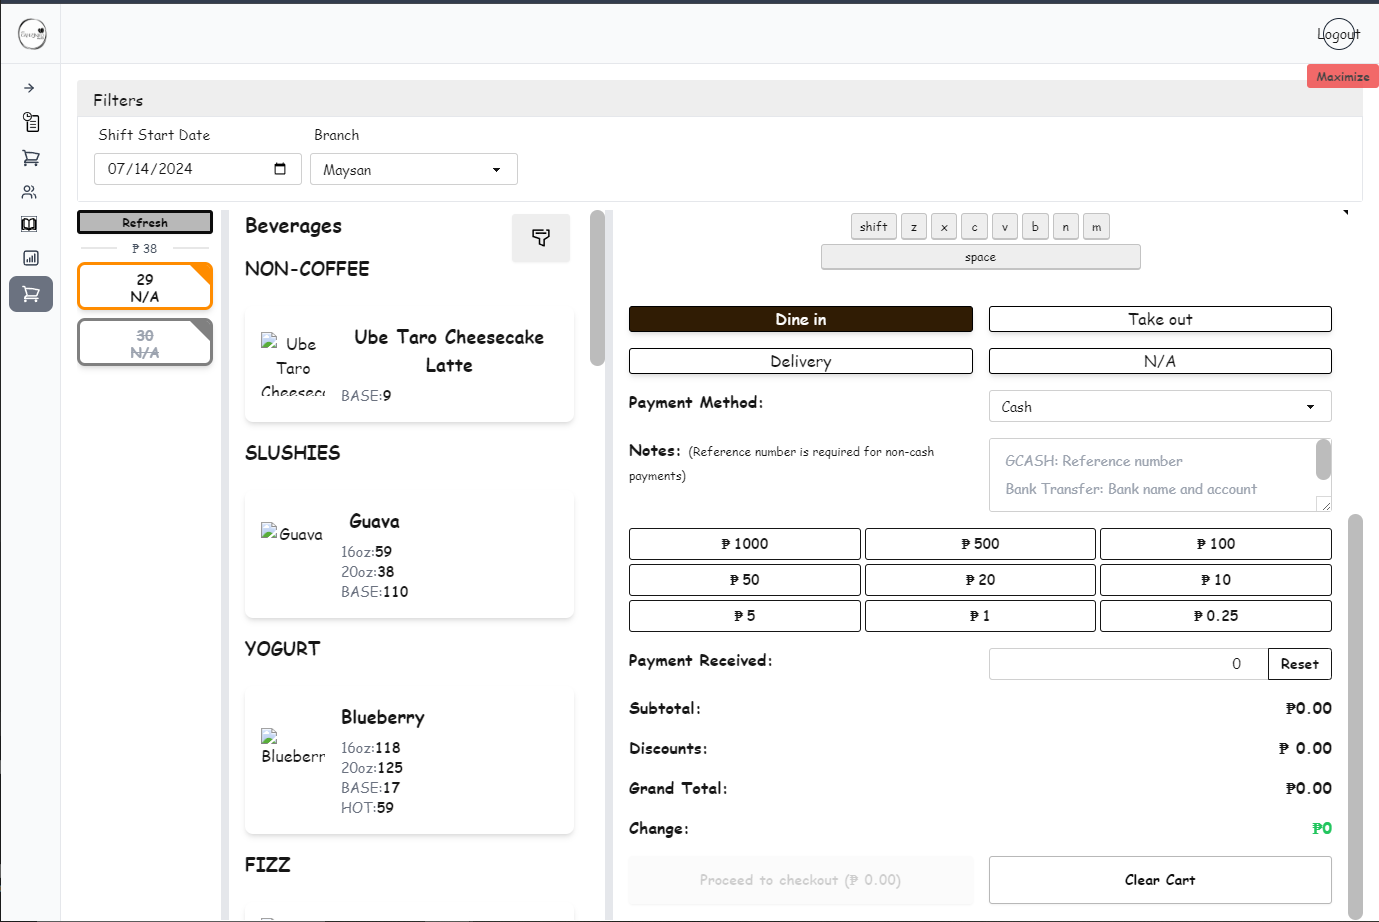 Logout
Maximize
Filters
Shift Start Date
Branch
07/14/2024
Maysan
Refresh
₱ 38
29
N/A
30
N/A
Beverages
NON-COFFEE
Ube
Taro
Cheeseca
Ube Taro Cheesecake
Latte
BASE:9
SLUSHIES
Guava
Guava
16oz:59
20oz:38
BASE:110
YOGURT
Blueberr
Blueberry
16oz:118
20oz:125
BASE:17
HOT:59
FIZZ
shift z x c v b n m
space
Dine in
Take out
Delivery
N/A
Payment Method:
Cash
Notes: (Reference number is required for non-cash
payments)
GCASH: Reference number
Bank Transfer: Bank name and account
₱ 1000
₱ 500
₱ 100
₱ 50
₱ 20
₱ 10
₱ 5
₱ 1
₱ 0.25
Payment Received:
0
Reset
Subtotal:
₱0.00
Discounts:
₱ 0.00
Grand Total:
₱0.00
Change:
₱0
Proceed to checkout (₱ 0.00)
Clear Cart